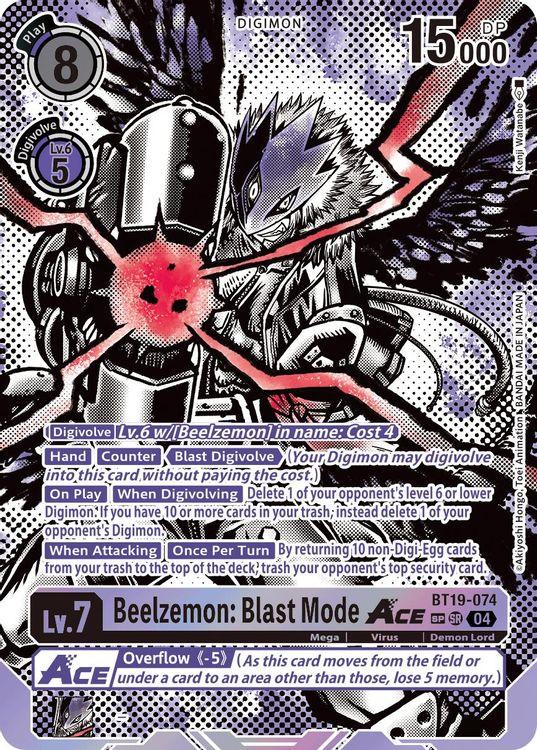 DIGIMON
Play
8
15000
DP
Digivolve
Lv.6
5
Kenji Watanabe
©Akiyoshi Hongo, Toei Animation BANDAI MADE IN JAPAN
Digivolve Lv.6 w/[Beelzemon] in name: Cost 4
Hand Counter Blast Digivolve (Your Digimon may digivolve
into this card without paying the cost.)
On Play When Digivolving Delete 1 of your opponent's level 6 or lower
Digimon. If you have 10 or more cards in your trash, instead delete 1 of your
opponent's Digimon.
When Attacking Once Per Turn By returning 10 non-Digi-Egg cards
from your trash to the top of the deck, trash your opponent's top security card.
Lv.7 Beelzemon: Blast Mode ACE BT19-074
SP SR 04
Mega Virus Demon Lord
ACE Overflow《-5》(As this card moves from the field or
under a card to an area other than those, lose 5 memory.)